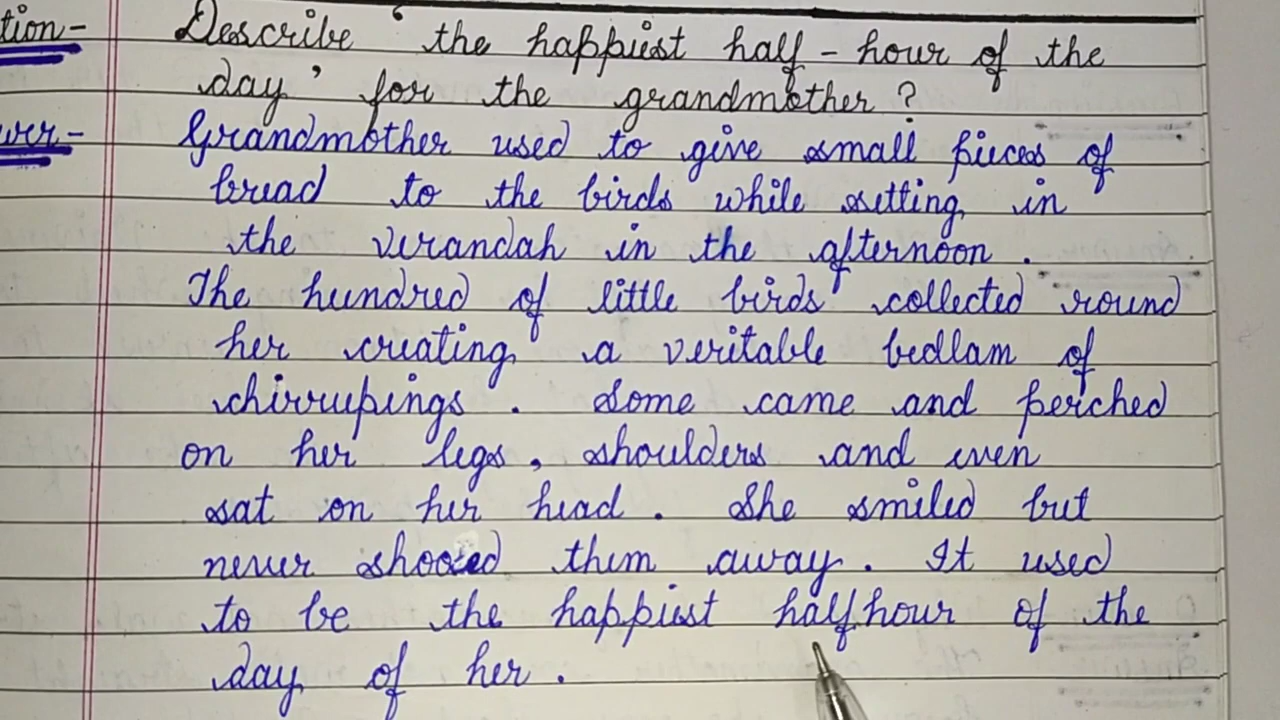 tion- Describe 'the happiest half-hour of the
day' for the grandmother?
wer- Grandmother used to give small pieces of
bread to the birds while setting in
the verandah in the afternoon.
The hundred of little birds collected round
her creating a veritable bedlam of
chirrupings. Some came and perched
on her legs, shoulders and even
sat on her head. She smiled but
never shooed them away. It used
to be the happiest halfhour of the
day of her.